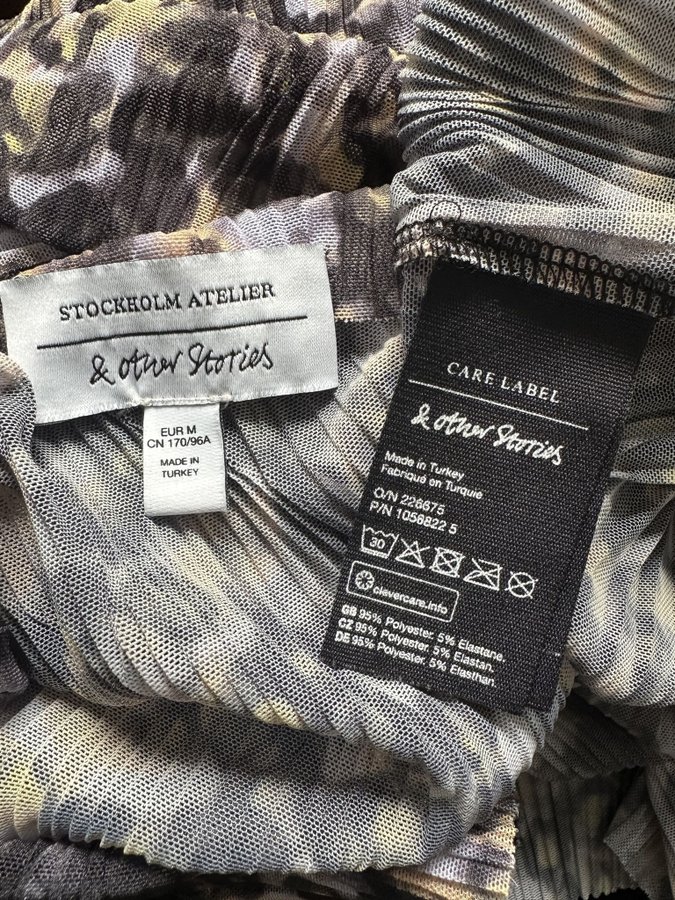 STOCKHOLM ATELIER
& other Stories
EUR M
CN 170/96A
MADE IN
TURKEY
CARE LABEL
& other Stories
Made in Turkey
Fabriqué en Turquie
O/N 226675
P/N 1056822 5
30
clevercare.info
GB 95% Polyester. 5% Elastane.
CZ 95% Polyester. 5% Elastan.
DE 95% Polyester. 5% Elasthan.